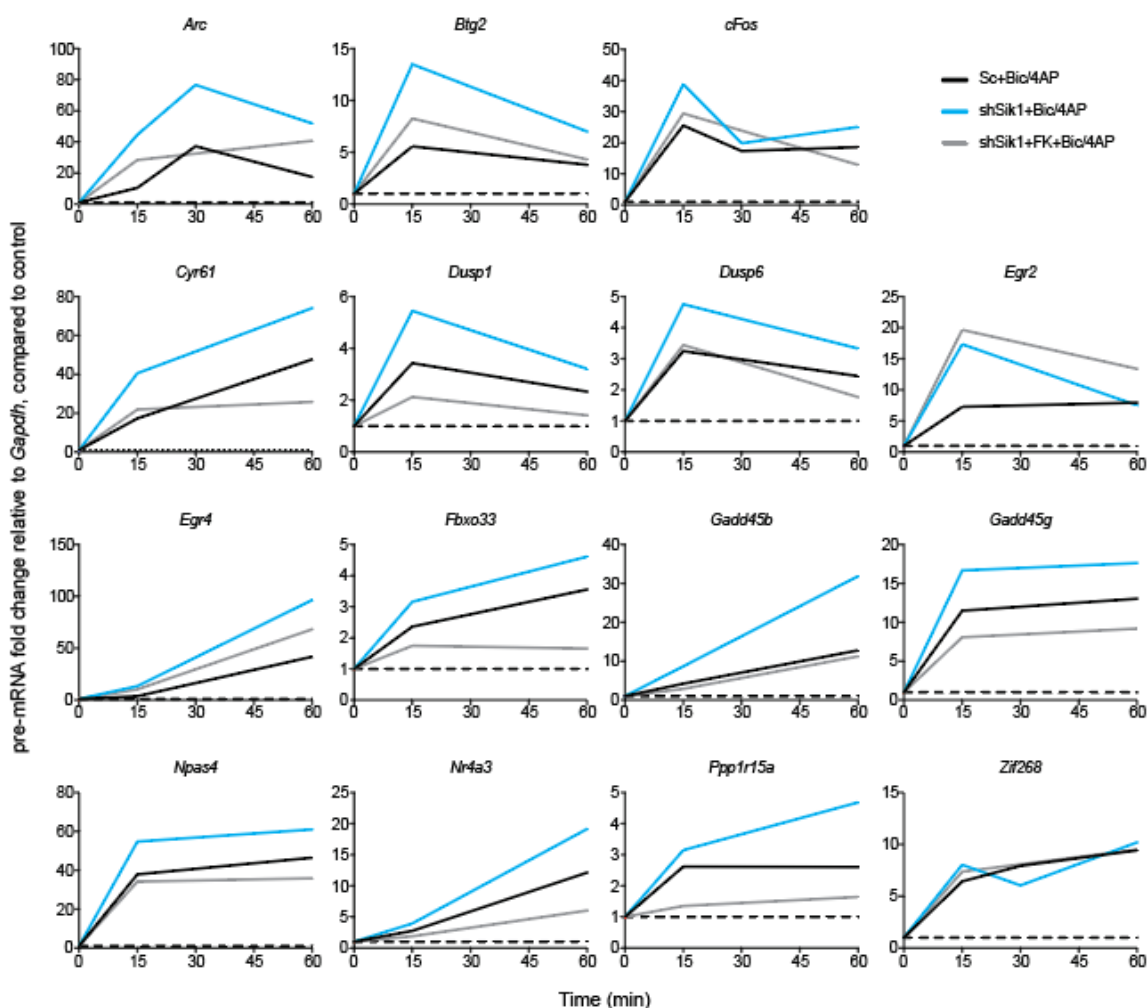 Arc
Btg2
cFos
Sc+Bic/4AP
shSik1+Bic/4AP
shSik1+FK+Bic/4AP
100
80
60
40
20
0
0 15 30 45 60
15
10
5
0
0 15 30 45 60
50
40
30
20
10
0
0 15 30 45 60
pre-mRNA fold change relative to Gapdh, compared to control
Cyr61
Dusp1
Dusp6
Egr2
80
60
40
20
0
0 15 30 45 60
6
4
2
0
0 15 30 45 60
5
4
3
2
1
0
0 15 30 45 60
25
20
15
10
5
0
0 15 30 45 60
Egr4
Fbxo33
Gadd45b
Gadd45g
150
100
50
0
0 15 30 45 60
5
4
3
2
1
0
0 15 30 45 60
40
30
20
10
0
0 15 30 45 60
20
15
10
5
0
0 15 30 45 60
Npas4
Nr4a3
Ppp1r15a
Zif268
80
60
40
20
0
0 15 30 45 60
25
20
15
10
5
0
0 15 30 45 60
5
4
3
2
1
0
0 15 30 45 60
15
10
5
0
0 15 30 45 60
Time (min)